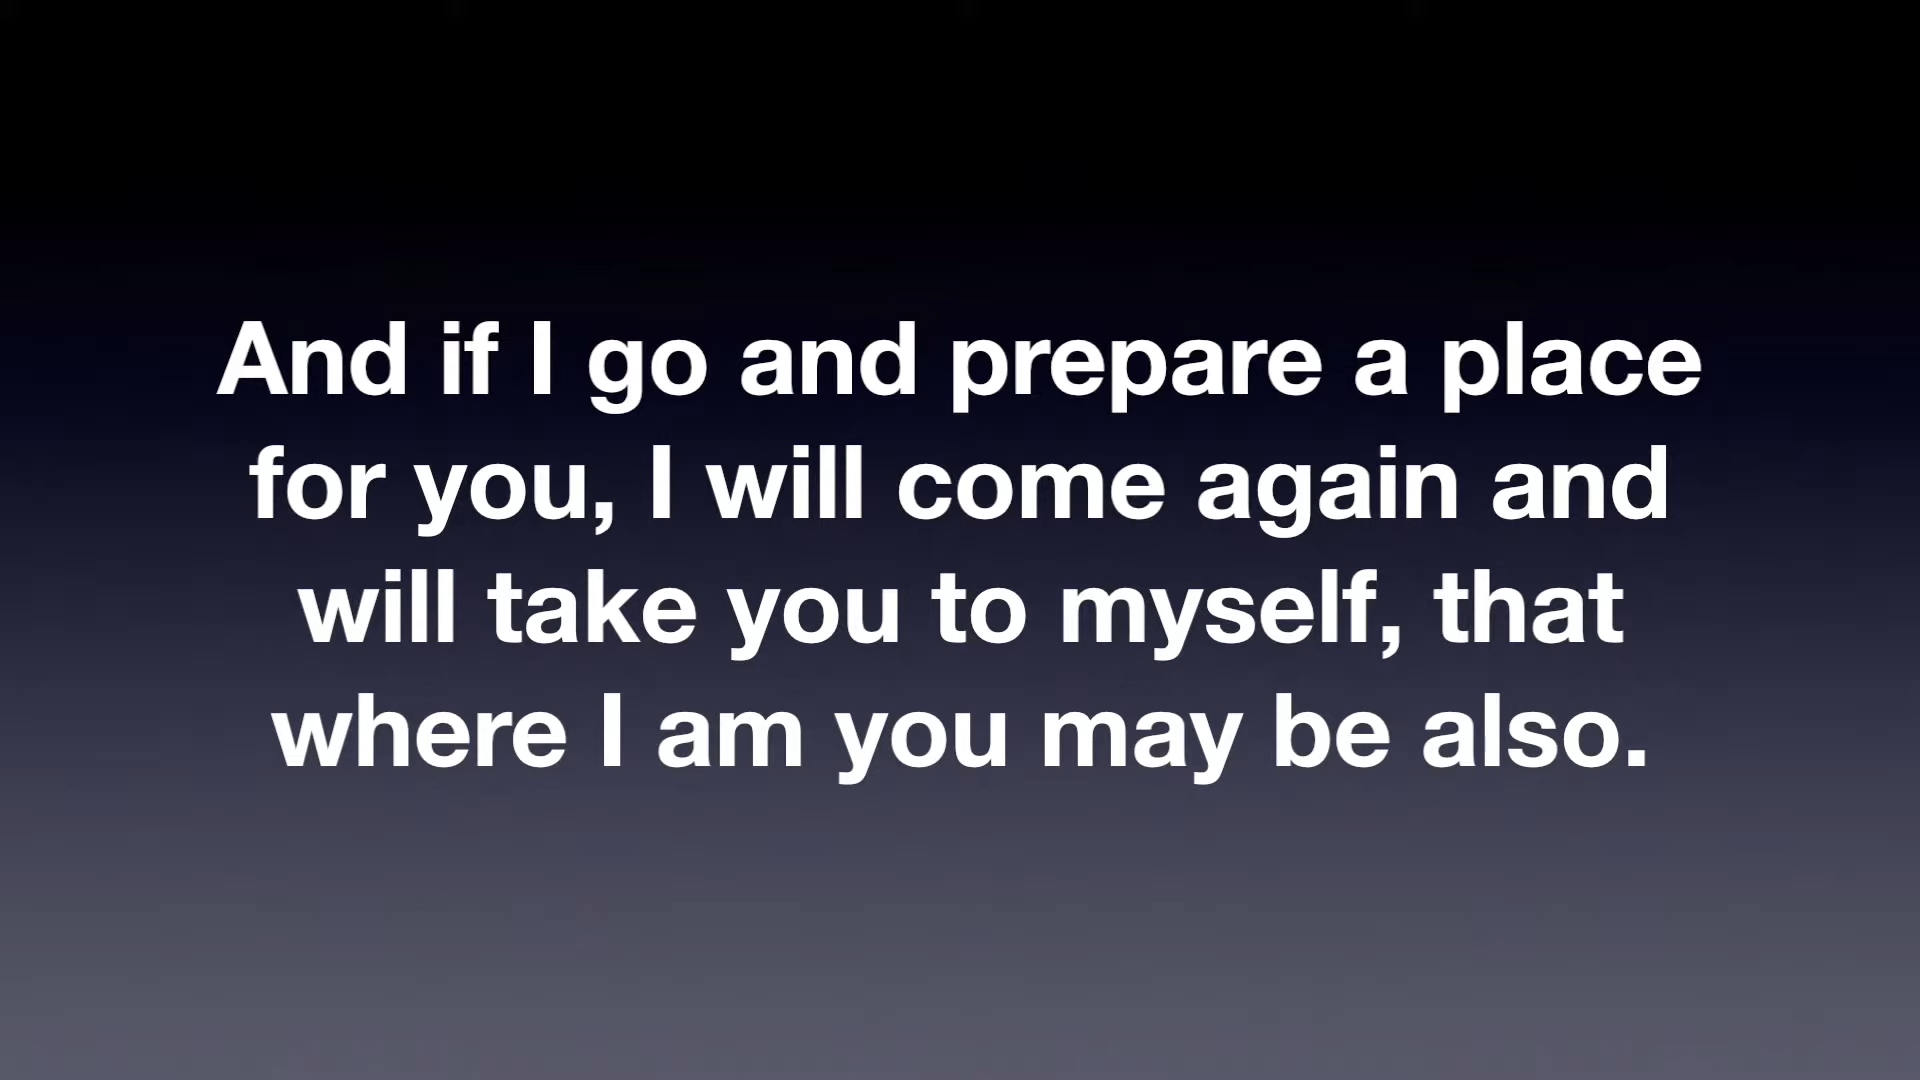 And if I go and prepare a place
for you, I will come again and
will take you to myself, that
where I am you may be also.